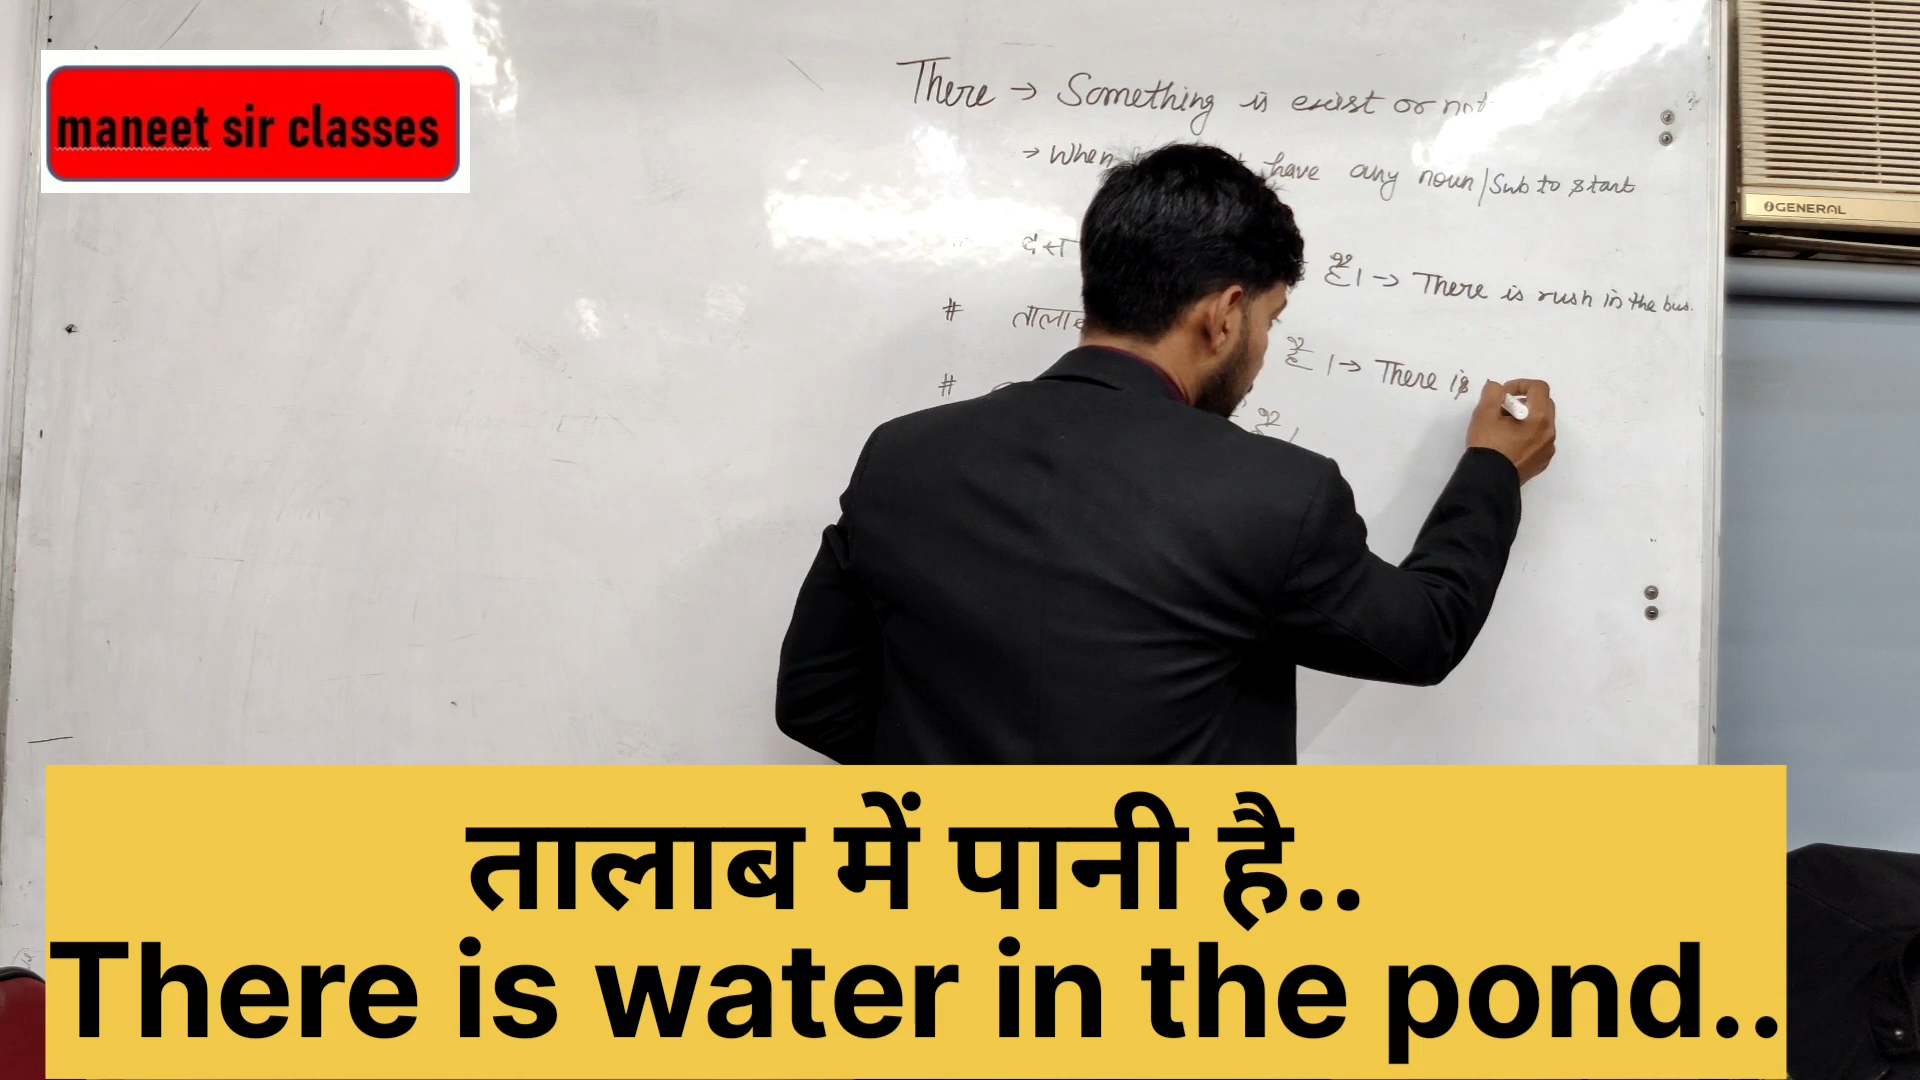 maneet sir classes
There → Something is exist or not
→ When have any noun/Sub to start
है। → There is rush in the bus.
# तालाब है। → There is
#
है।
OGENERAL
तालाब में पानी है..
There is water in the pond..